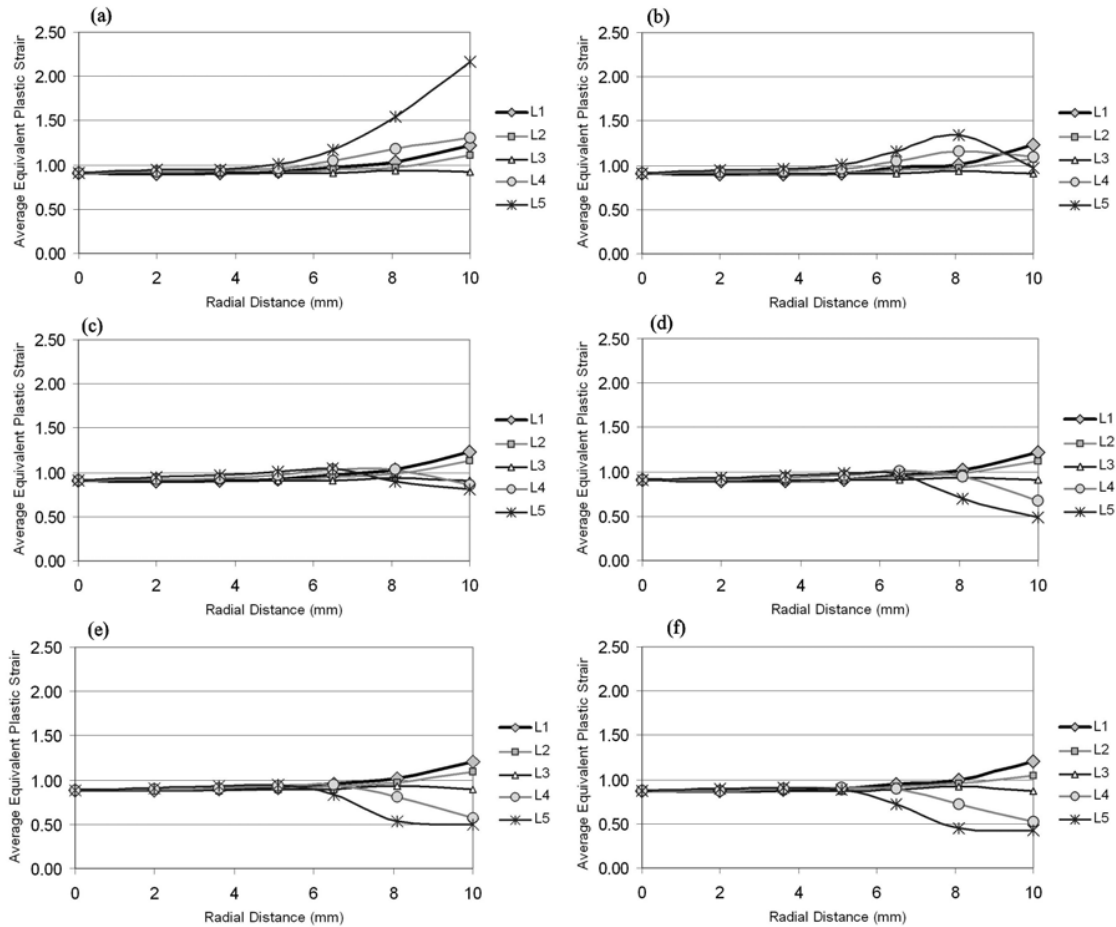 (a)
Average Equivalent Plastic Strair
2.50
2.00
1.50
1.00
0.50
0.00
0 2 4 6 8 10
Radial Distance (mm)
L1
L2
L3
L4
L5
(b)
Average Equivalent Plastic Strair
2.50
2.00
1.50
1.00
0.50
0.00
0 2 4 6 8 10
Radial Distance (mm)
L1
L2
L3
L4
L5
(c)
Average Equivalent Plastic Strair
2.50
2.00
1.50
1.00
0.50
0.00
0 2 4 6 8 10
Radial Distance (mm)
L1
L2
L3
L4
L5
(d)
Average Equivalent Plastic Strair
2.50
2.00
1.50
1.00
0.50
0.00
0 2 4 6 8 10
Radial Distance (mm)
L1
L2
L3
L4
L5
(e)
Average Equivalent Plastic Strair
2.50
2.00
1.50
1.00
0.50
0.00
0 2 4 6 8 10
Radial Distance (mm)
L1
L2
L3
L4
L5
(f)
Average Equivalent Plastic Strair
2.50
2.00
1.50
1.00
0.50
0.00
0 2 4 6 8 10
Radial Distance (mm)
L1
L2
L3
L4
L5